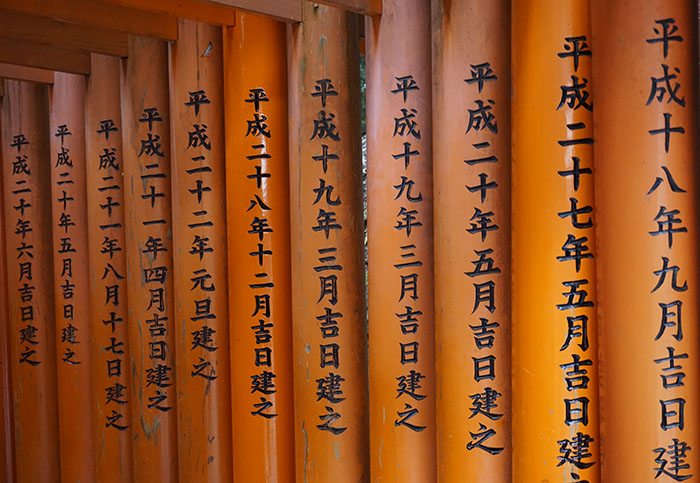 平成十八年九月吉日建
平成二十七年五月吉日建之
平成二十年五月吉日建之
平成十九年三月吉日建之
平成十九年三月吉日建之
平成二十八年十二月吉日建之
平成二十二年元旦建之
平成二十一年四月吉日建之
平成二十一年八月十七日建之
平成二十年五月吉日建之
平成二十年六月吉日建之